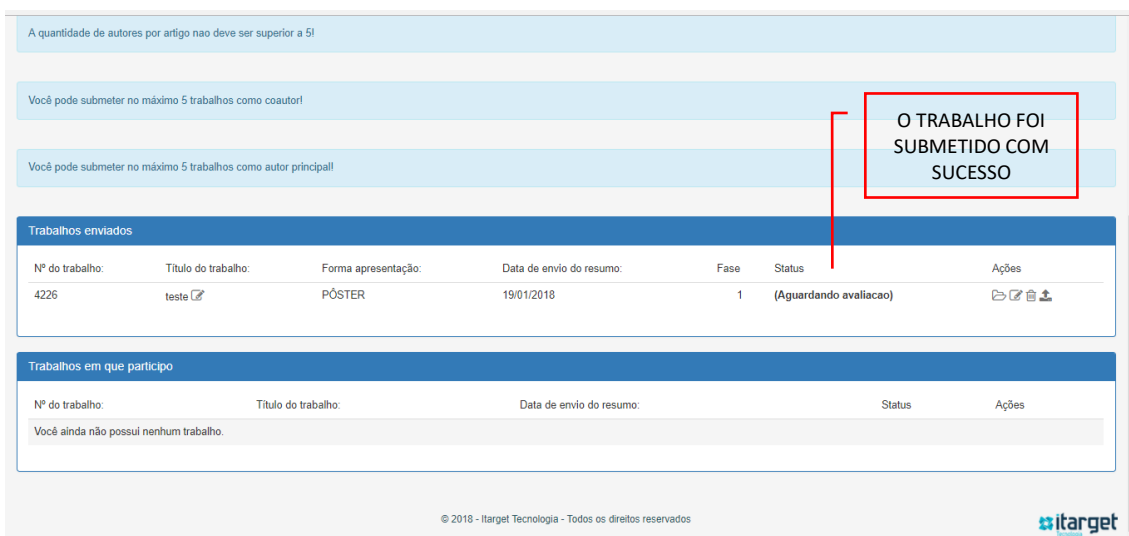 A quantidade de autores por artigo nao deve ser superior a 5!
Você pode submeter no máximo 5 trabalhos como coautor!
O TRABALHO FOI
SUBMETIDO COM
SUCESSO
Você pode submeter no máximo 5 trabalhos como autor principal!
Trabalhos enviados
Nº do trabalho: Título do trabalho: Forma apresentação: Data de envio do resumo: Fase Status Ações
4226 teste PÔSTER 19/01/2018 1 (Aguardando avaliacao)
Trabalhos em que participo
Nº do trabalho: Título do trabalho: Data de envio do resumo: Status Ações
Você ainda não possui nenhum trabalho.
© 2018 - Itarget Tecnologia - Todos os direitos reservados
itarget
Tecnologia